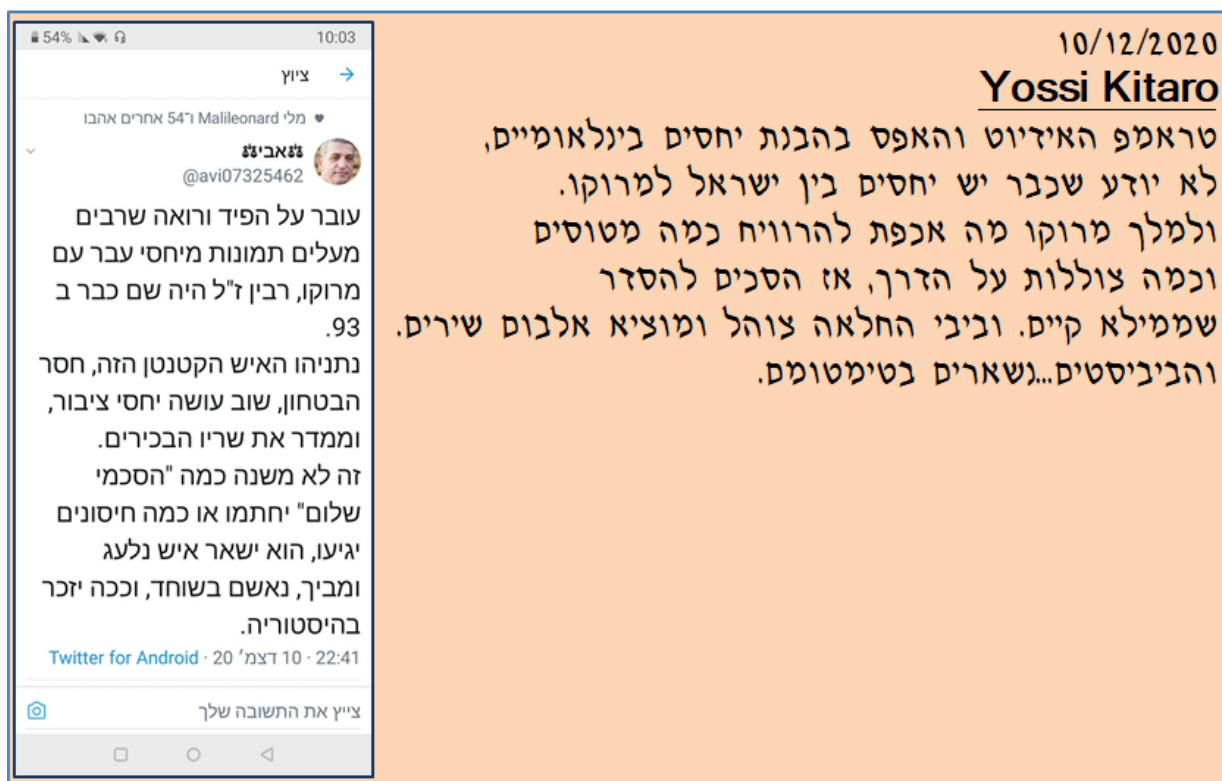 10/12/2020
Yossi Kitaro
טראמפ האידיוט והאפס בהבנת יחסים בינלאומיים,
לא יודע שכבר יש יחסים בין ישראל למרוקו.
ולמלך מרוקו מה אכפת להרוויח כמה מטוסים
וכמה צוללות על הדרך, אז הסכים להסדר
שממילא קיים. וביבי החלאה צוהל ומוציא אלבום שירים.
והביביסטים...נשארים בטימטומם.
54% 10:03
ציוץ
מלי Malileonard ו־54 אחרים אהבו
⚖אבי⚖
@avi07325462
עובר על הפיד ורואה שרבים
מעלים תמונות מיחסי עבר עם
מרוקו, רבין ז"ל היה שם כבר ב
93.
נתניהו האיש הקטנטן הזה, חסר
הבטחון, שוב עושה יחסי ציבור,
וממדר את שריו הבכירים.
זה לא משנה כמה "הסכמי
שלום" יחתמו או כמה חיסונים
יגיעו, הוא ישאר איש נלעג
ומביך, נאשם בשוחד, וככה יזכר
בהיסטוריה.
22:41 · 10 דצמ׳ 20 · Twitter for Android
צייץ את התשובה שלך